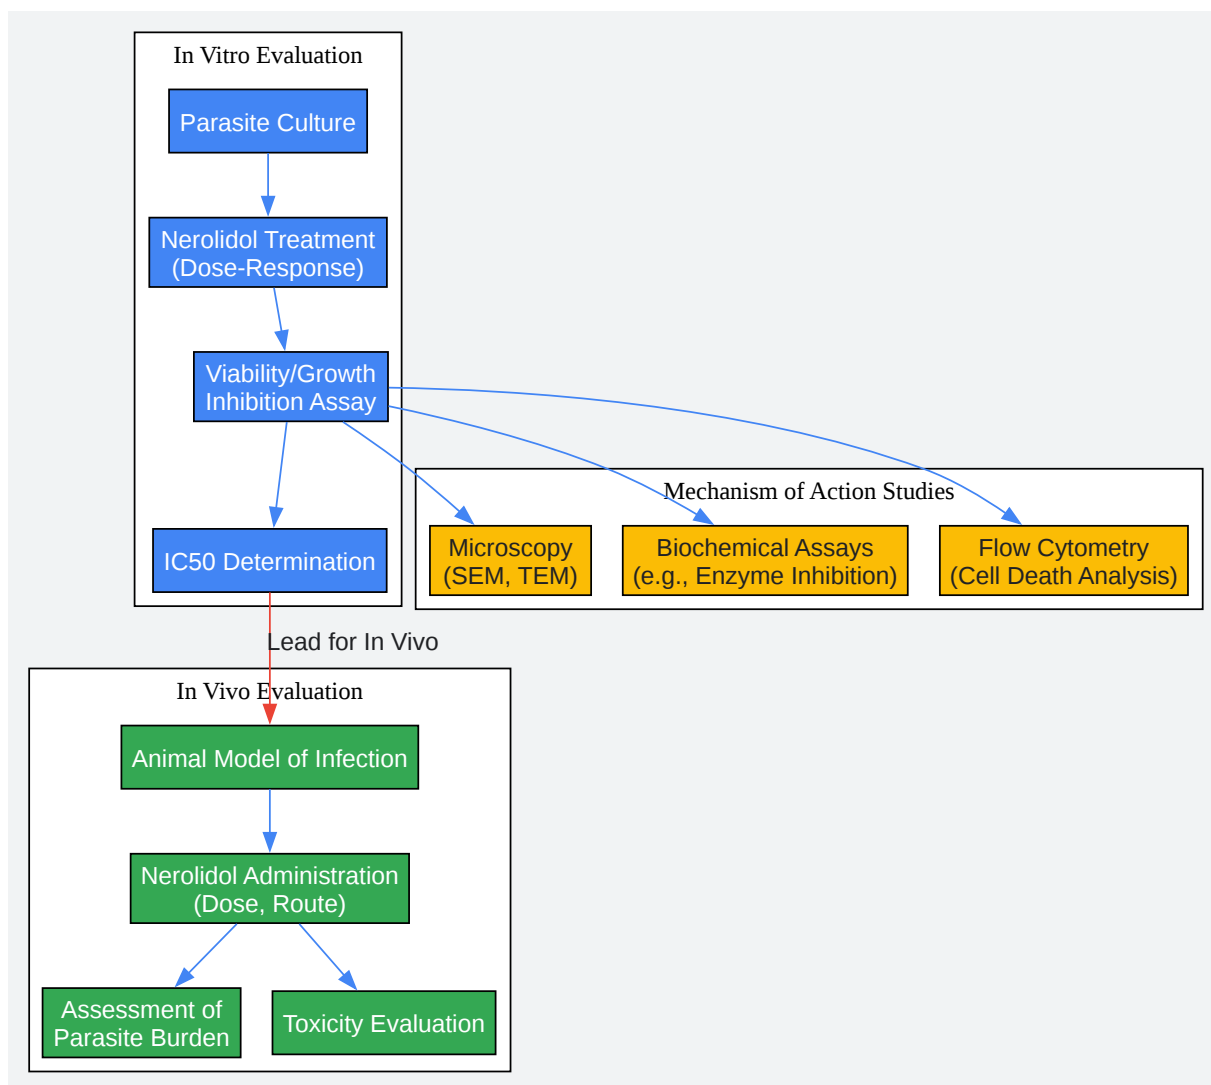 In Vitro Evaluation
Parasite Culture
Nerolidol Treatment
(Dose-Response)
Viability/Growth
Inhibition Assay
IC50 Determination
Mechanism of Action Studies
Microscopy
(SEM, TEM)
Biochemical Assays
(e.g., Enzyme Inhibition)
Flow Cytometry
(Cell Death Analysis)
Lead for In Vivo
In Vivo Evaluation
Animal Model of Infection
Nerolidol Administration
(Dose, Route)
Assessment of
Parasite Burden
Toxicity Evaluation